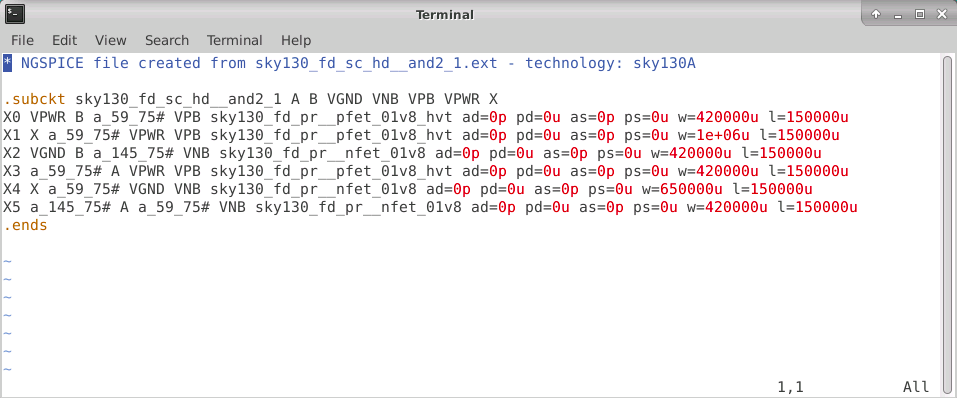 Terminal
File Edit View Search Terminal Help
* NGSPICE file created from sky130_fd_sc_hd__and2_1.ext - technology: sky130A
.subckt sky130_fd_sc_hd__and2_1 A B VGND VNB VPB VPWR X
X0 VPWR B a_59_75# VPB sky130_fd_pr__pfet_01v8_hvt ad=0p pd=0u as=0p ps=0u w=420000u l=150000u
X1 X a_59_75# VPWR VPB sky130_fd_pr__pfet_01v8_hvt ad=0p pd=0u as=0p ps=0u w=1e+06u l=150000u
X2 VGND B a_145_75# VNB sky130_fd_pr__nfet_01v8 ad=0p pd=0u as=0p ps=0u w=420000u l=150000u
X3 a_59_75# A VPWR VPB sky130_fd_pr__pfet_01v8_hvt ad=0p pd=0u as=0p ps=0u w=420000u l=150000u
X4 X a_59_75# VGND VNB sky130_fd_pr__nfet_01v8 ad=0p pd=0u as=0p ps=0u w=650000u l=150000u
X5 a_145_75# A a_59_75# VNB sky130_fd_pr__nfet_01v8 ad=0p pd=0u as=0p ps=0u w=420000u l=150000u
.ends
~
~
~
~
~
~
~
1,1 All